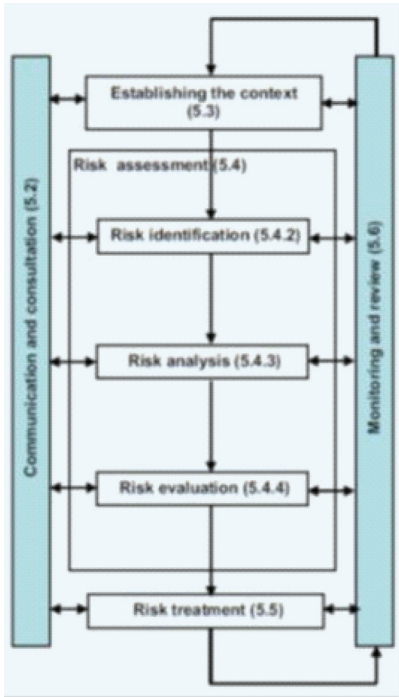 Establishing the context
(5.3)
Risk assessment (5.4)
Communication and consultation (5.2)
Monitoring and review (5.6)
Risk identification (5.4.2)
Risk analysis (5.4.3)
Risk evaluation (5.4.4)
Risk treatment (5.5)